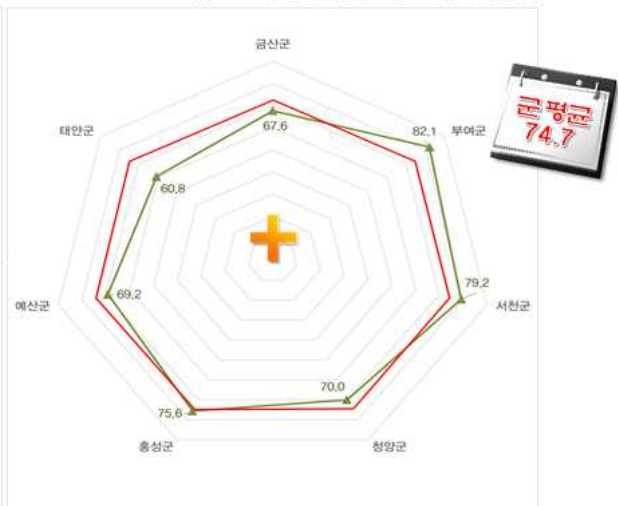 금산군
67.6
82.1
부여군
군 평균
74.7
태안군
60.8
79.2
서천군
예산군
69.2
70.0
75.6
홍성군
청양군